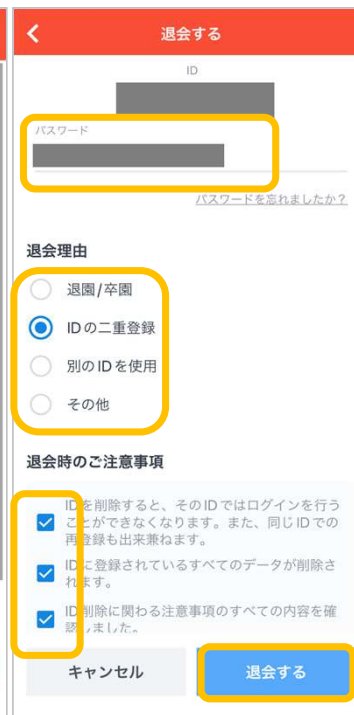 退会する
ID
パスワード
パスワードを忘れましたか？
退会理由
退園/卒園
IDの二重登録
別のIDを使用
その他
退会時のご注意事項
IDを削除すると、そのIDではログインを行う
ことができなくなります。また、同じIDでの
再登録も出来兼ねます。
IDに登録されているすべてのデータが削除さ
れます。
ID削除に関わる注意事項のすべての内容を確
認しました。
キャンセル
退会する